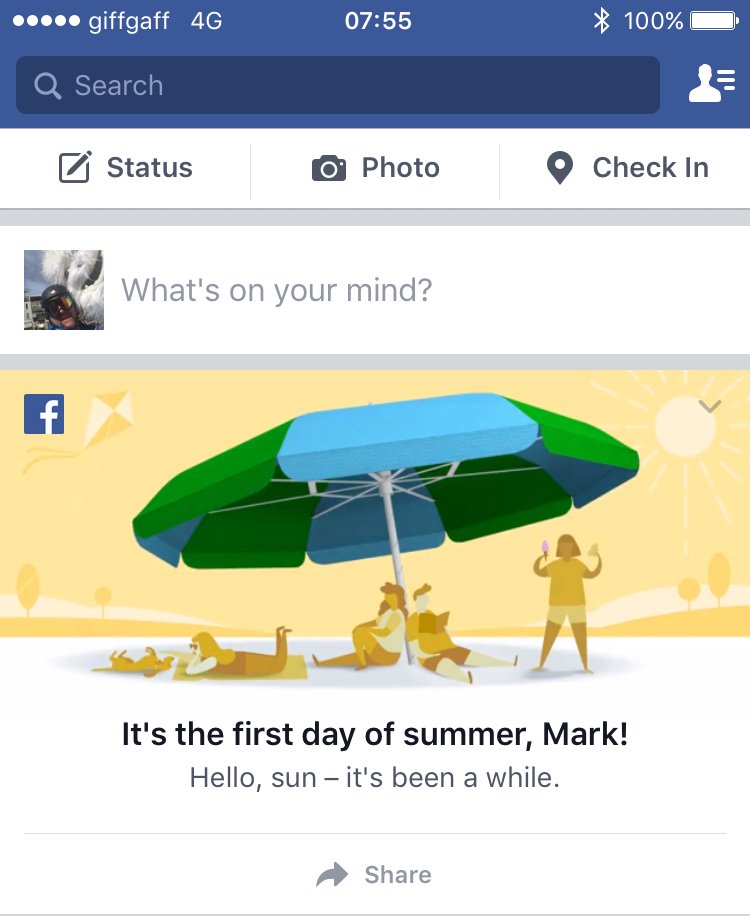 giffgaff 4G 07:55 100%
Search
Status Photo Check In
What's on your mind?
f
It's the first day of summer, Mark!
Hello, sun – it's been a while.
Share